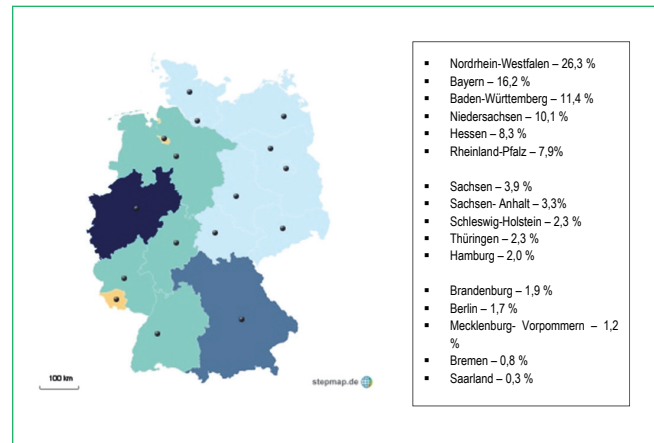 Nordrhein-Westfalen – 26,3 %
Bayern – 16,2 %
Baden-Württemberg – 11,4 %
Niedersachsen – 10,1 %
Hessen – 8,3 %
Rheinland-Pfalz – 7,9%
Sachsen – 3,9 %
Sachsen- Anhalt – 3,3%
Schleswig-Holstein – 2,3 %
Thüringen – 2,3 %
Hamburg – 2,0 %
Brandenburg – 1,9 %
Berlin – 1,7 %
Mecklenburg- Vorpommern – 1,2
%
Bremen – 0,8 %
Saarland – 0,3 %
100 km
stepmap.de